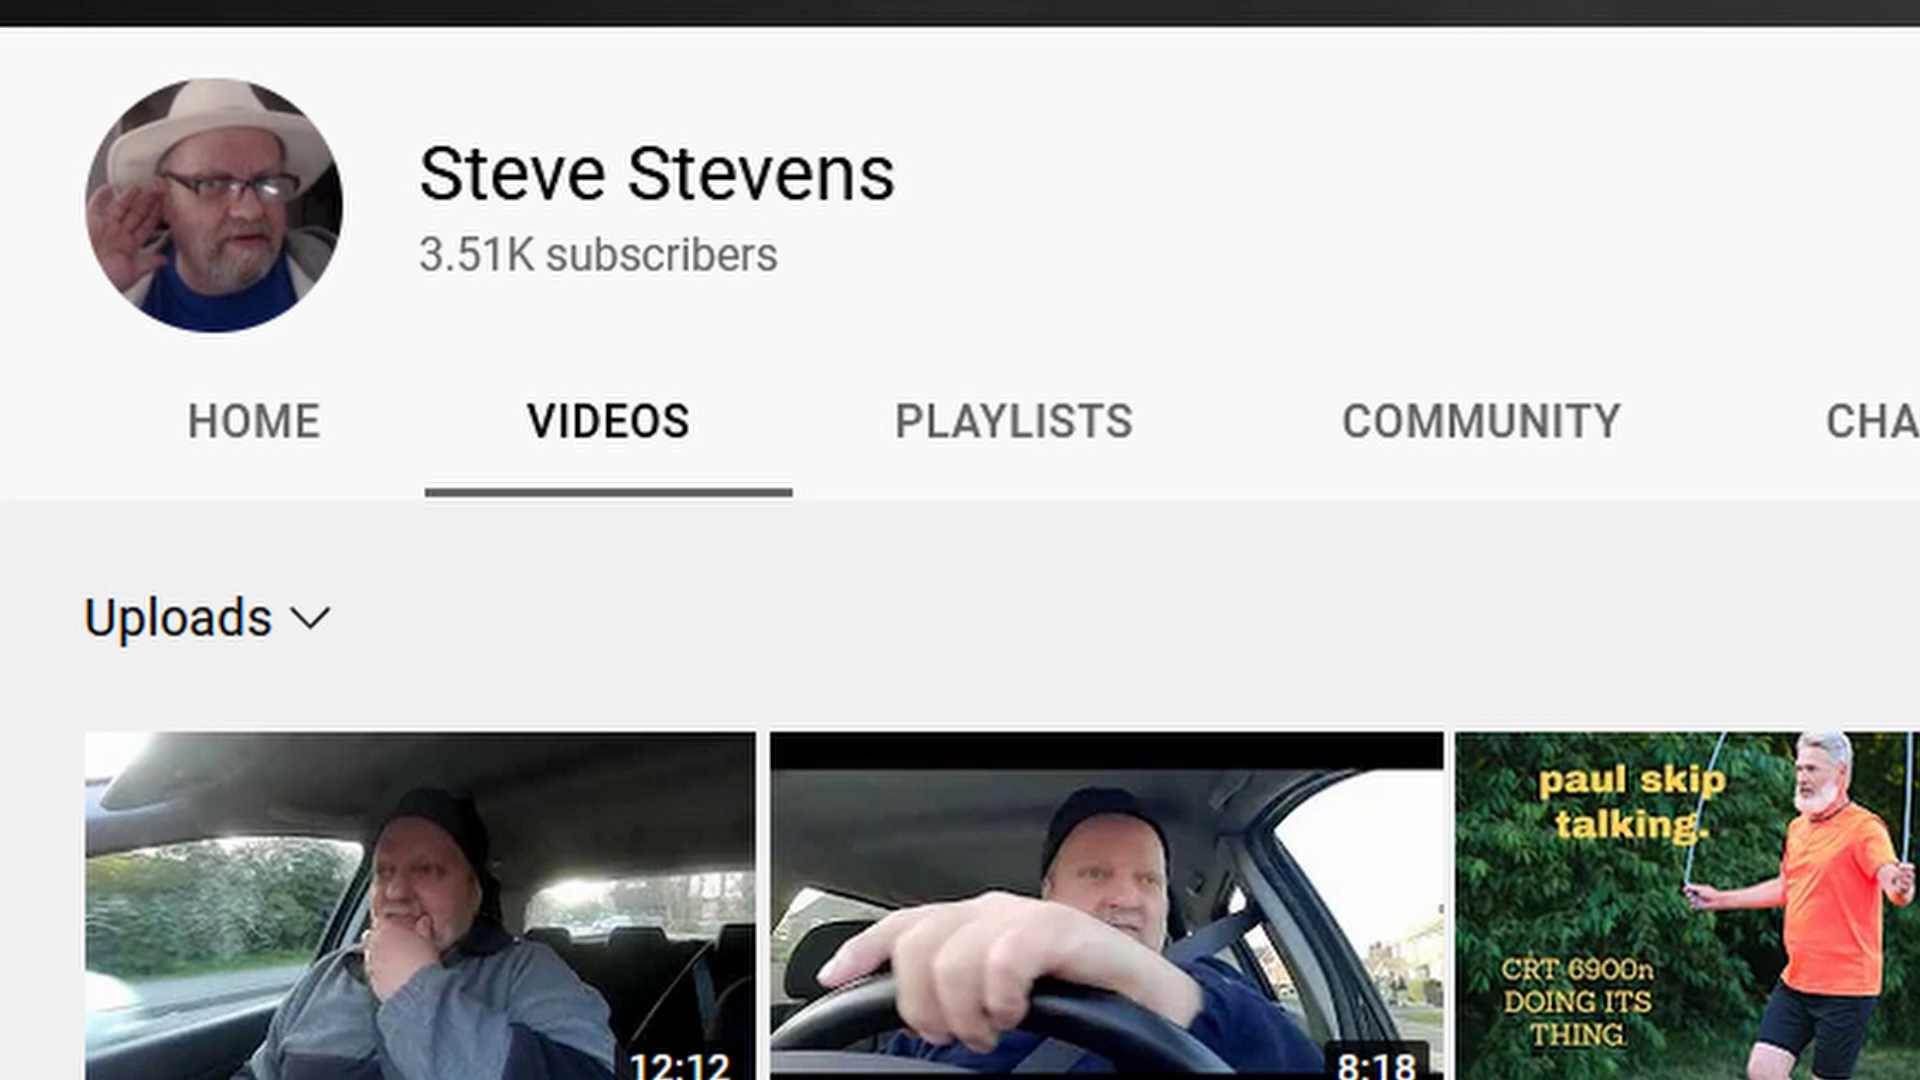 Steve Stevens
3.51K subscribers
HOME VIDEOS PLAYLISTS COMMUNITY CHA
Uploads
paul skip
talking.
CRT 6900n
DOING ITS
THING.
12:12 8:18